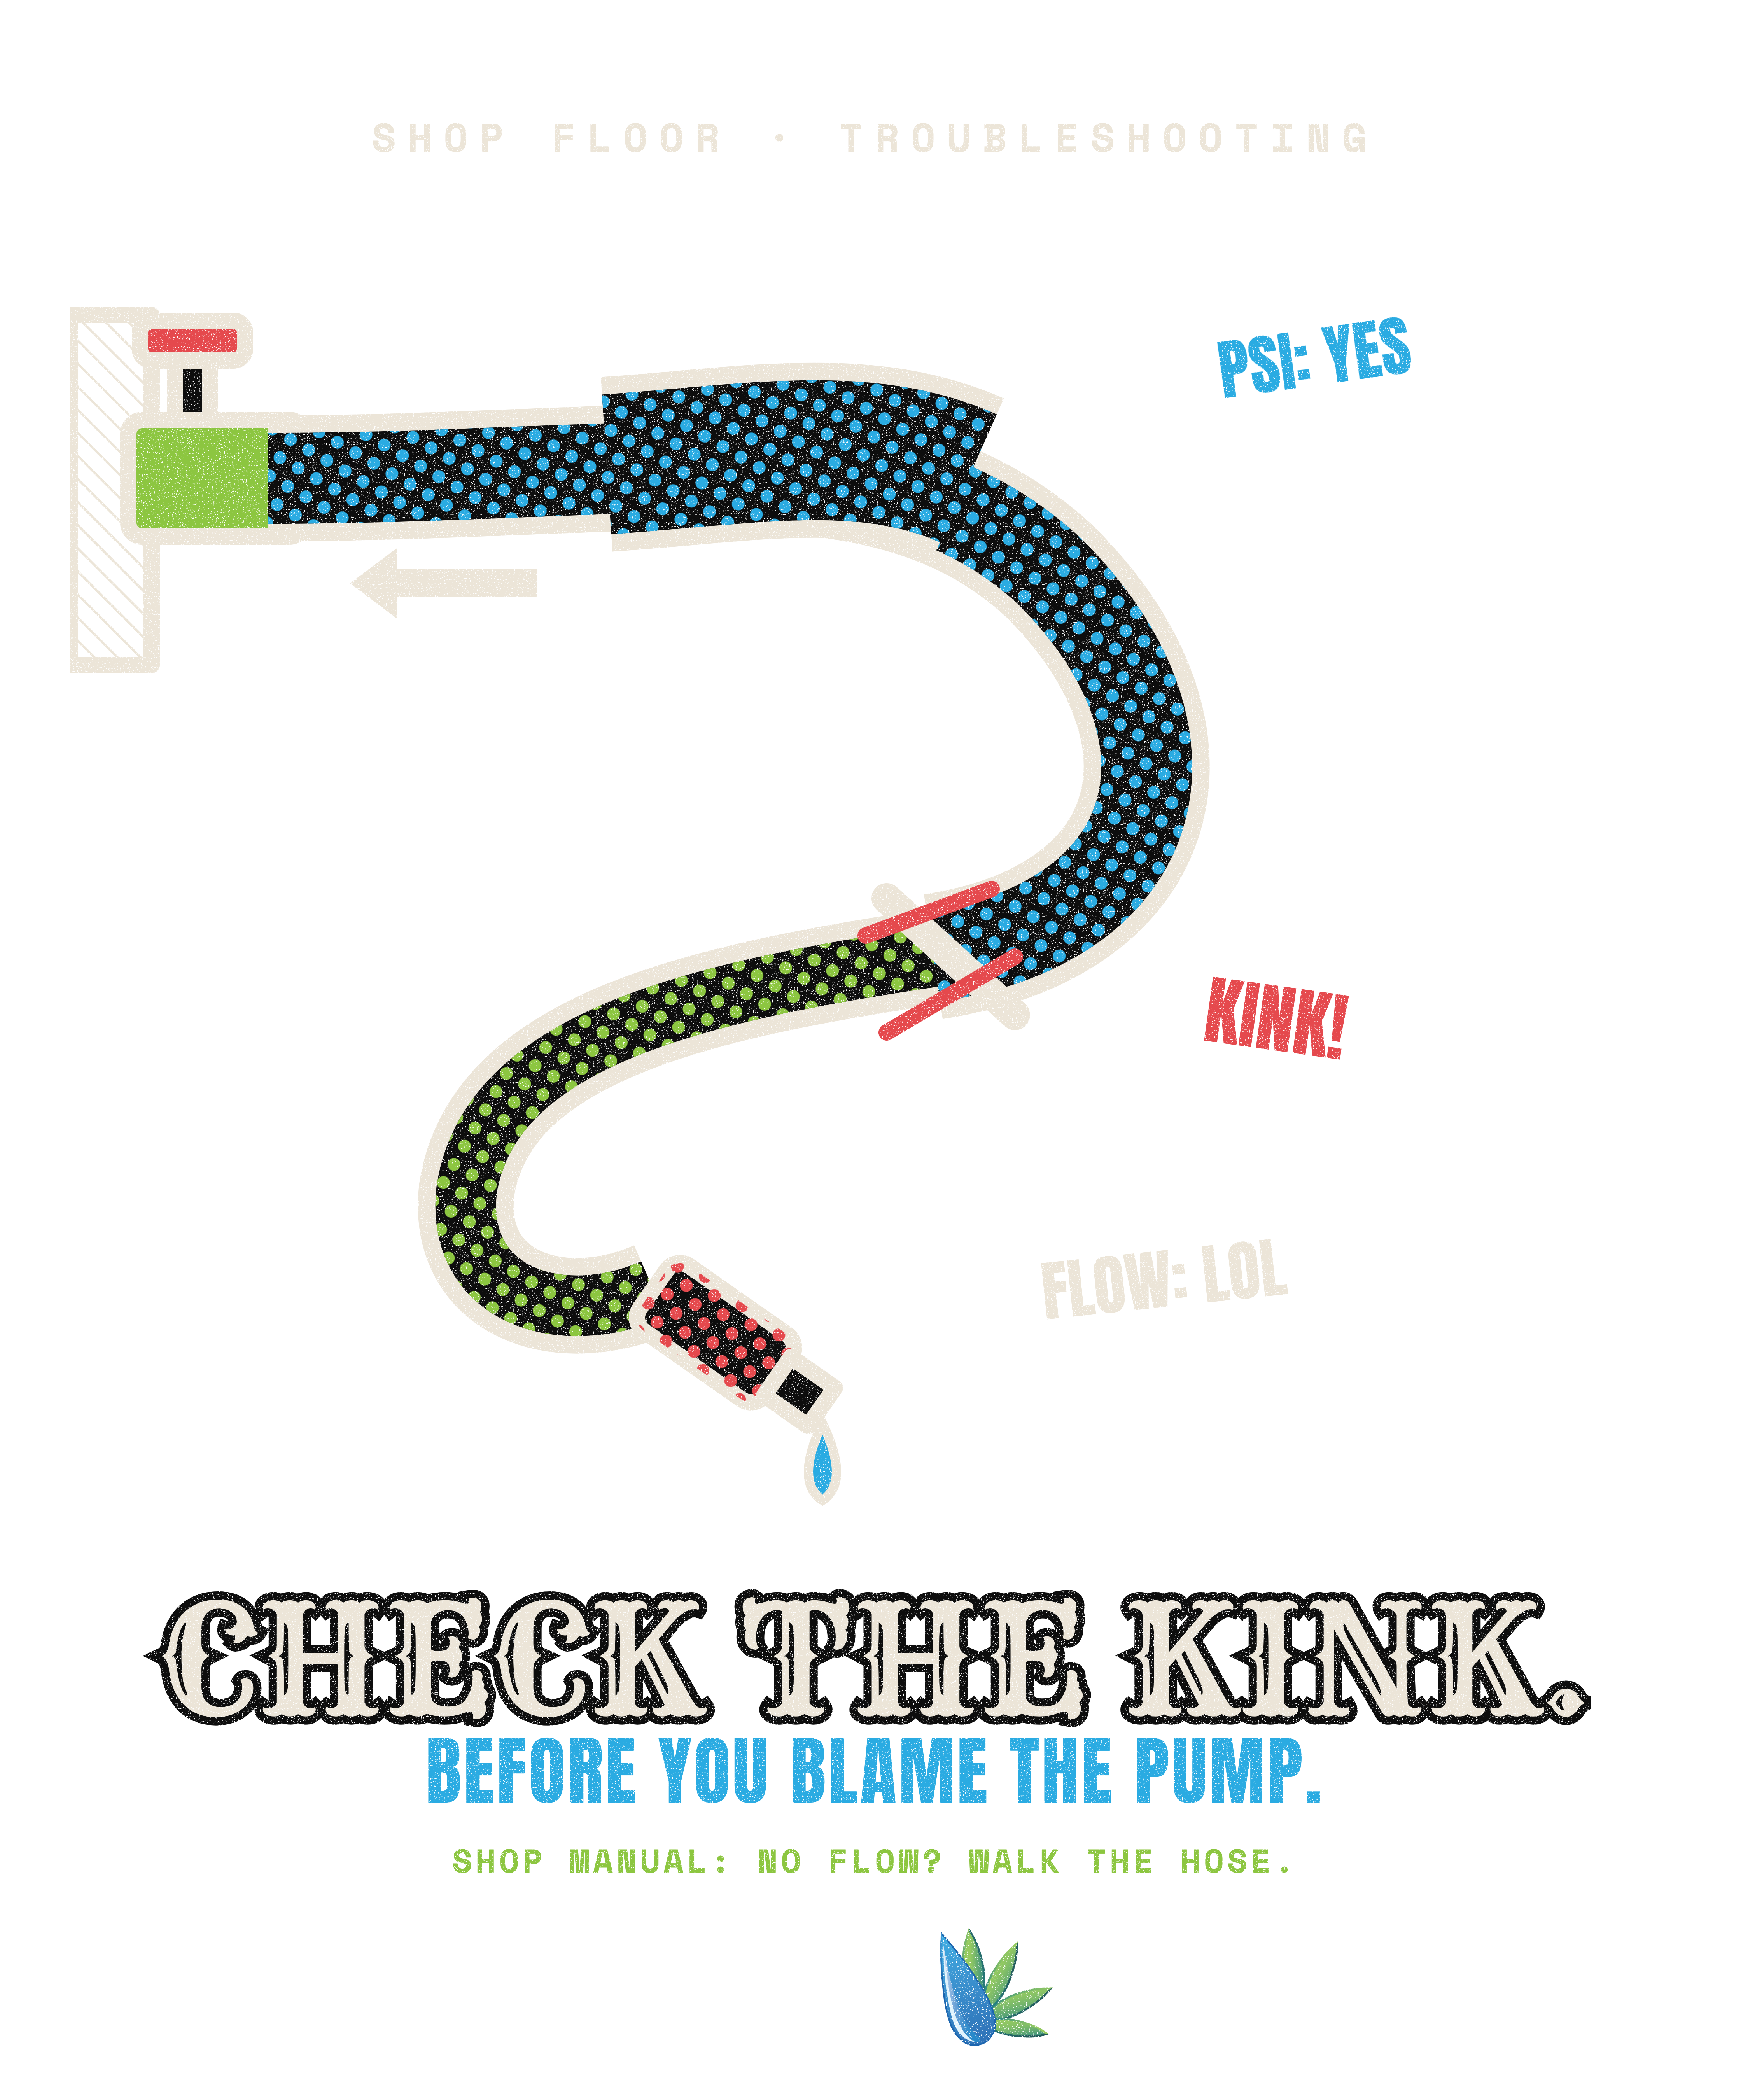 SHOP FLOOR · TROUBLESHOOTING
PSI: YES
KINK!
FLOW: LOL
CHECK THE KINK.
BEFORE YOU BLAME THE PUMP.
SHOP MANUAL: NO FLOW? WALK THE HOSE.